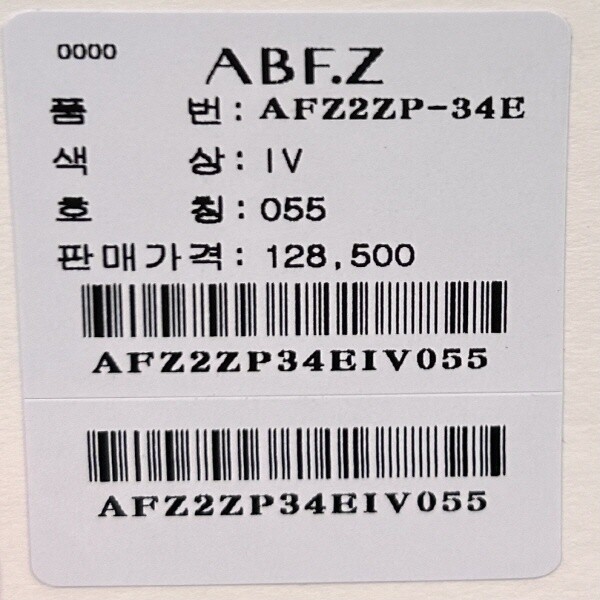 0000
ABF.Z
품 번: AFZ2ZP-34E
색 상: IV
호 칭: 055
판매가격: 128,500
AFZ2ZP34EIV055
AFZ2ZP34EIV055